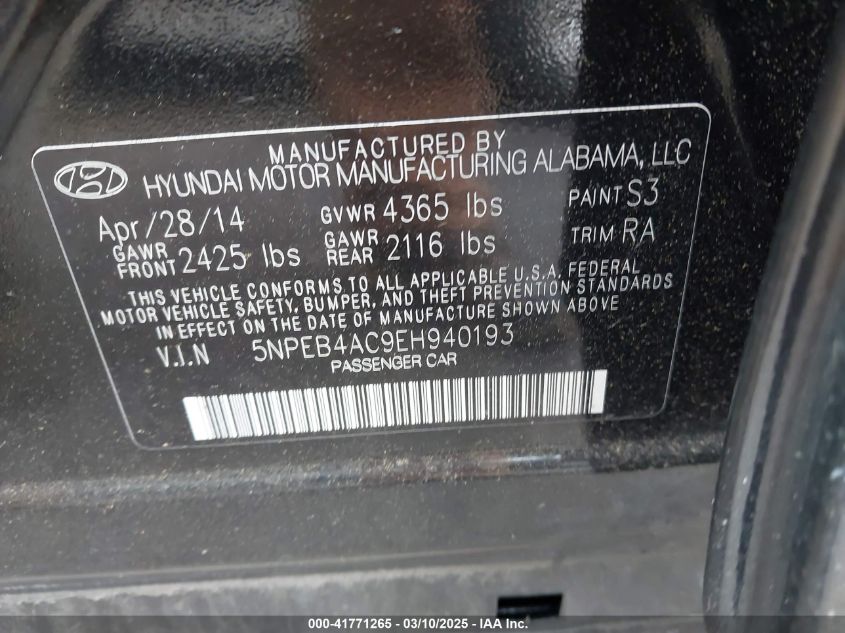 MANUFACTURED BY
HYUNDAI MOTOR MANUFACTURING ALABAMA, LLC
Apr/28/14 GVWR 4365 lbs PAINT S3
GAWR FRONT 2425 lbs GAWR REAR 2116 lbs TRIM RA
THIS VEHICLE CONFORMS TO ALL APPLICABLE U.S.A. FEDERAL
MOTOR VEHICLE SAFETY, BUMPER, AND THEFT PREVENTION STANDARDS
IN EFFECT ON THE DATE OF MANUFACTURE SHOWN ABOVE
V.I.N 5NPEB4AC9EH940193
PASSENGER CAR
000-41771265 - 03/10/2025 - IAA Inc.